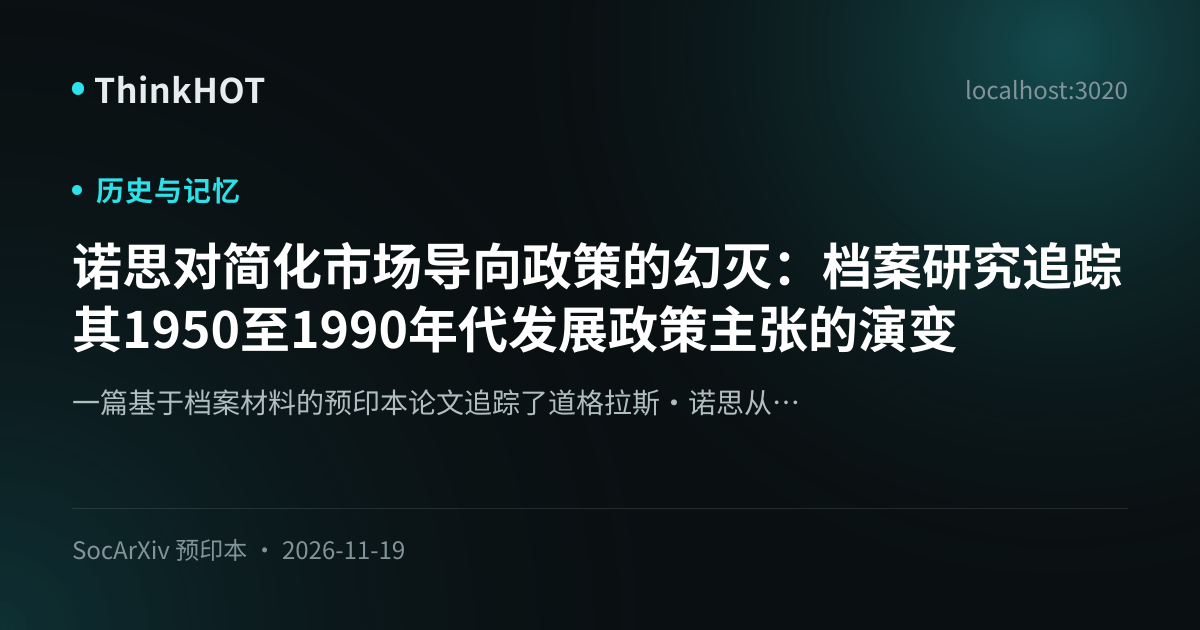 ThinkHOT
localhost:3020
历史与记忆
诺思对简化市场导向政策的幻灭：档案研究追踪
其1950至1990年代发展政策主张的演变
一篇基于档案材料的预印本论文追踪了道格拉斯·诺思从…
SocArXiv 预印本 · 2026-11-19